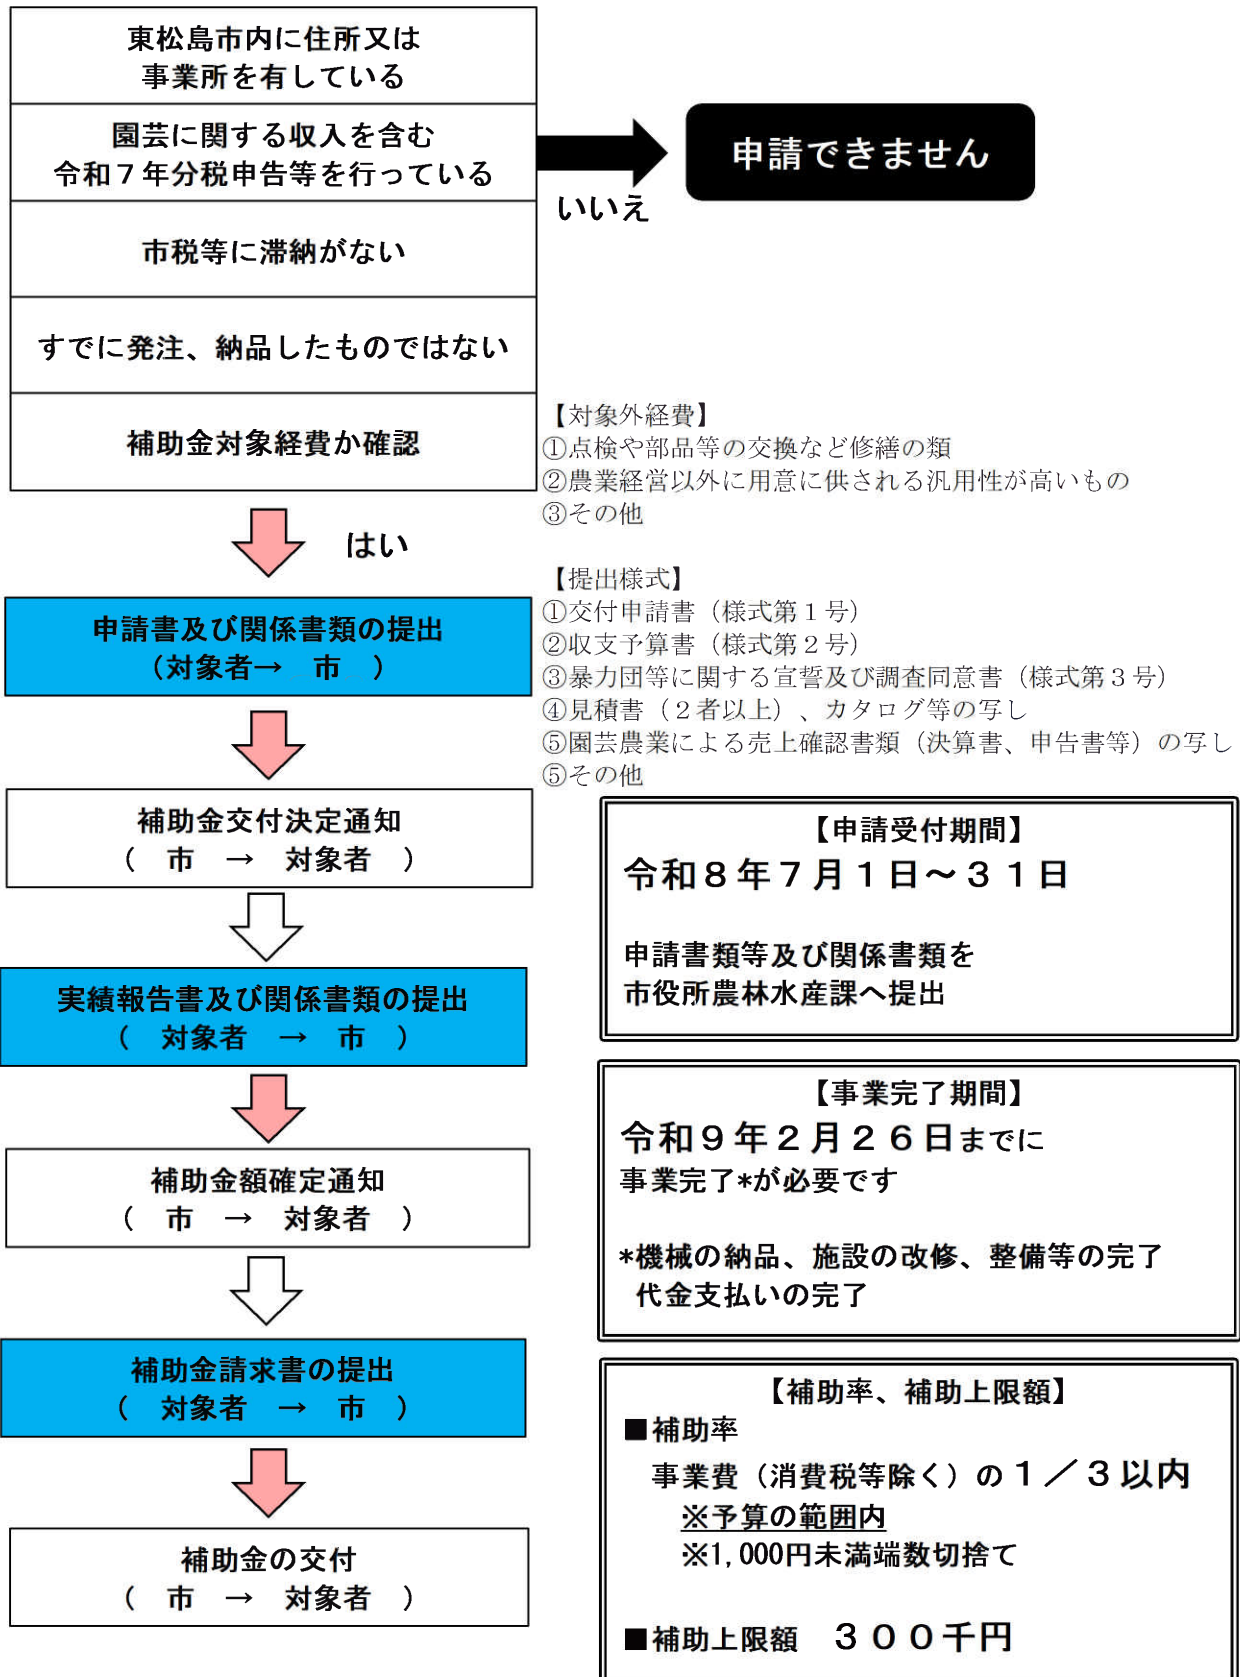 東松島市内に住所又は
事業所を有している
園芸に関する収入を含む
令和７年分税申告等を行っている
市税等に滞納がない
すでに発注、納品したものではない
補助金対象経費か確認
いいえ
申請できません
【対象外経費】
①点検や部品等の交換など修繕の類
②農業経営以外に用意に供される汎用性が高いもの
③その他
はい
【提出様式】
①交付申請書（様式第１号）
②収支予算書（様式第２号）
③暴力団等に関する宣誓及び調査同意書（様式第３号）
④見積書（２者以上）、カタログ等の写し
⑤園芸農業による売上確認書類（決算書、申告書等）の写し
⑤その他
申請書及び関係書類の提出
（対象者→　市　）
補助金交付決定通知
（　市　→　対象者　）
実績報告書及び関係書類の提出
（　対象者　→　市　）
補助金額確定通知
（　市　→　対象者　）
補助金請求書の提出
（　対象者　→　市　）
補助金の交付
（　市　→　対象者　）
【申請受付期間】
令和８年７月１日～３１日
申請書類等及び関係書類を
市役所農林水産課へ提出
【事業完了期間】
令和９年２月２６日までに
事業完了*が必要です
*機械の納品、施設の改修、整備等の完了
代金支払いの完了
【補助率、補助上限額】
■補助率
事業費（消費税等除く）の１／３以内
※予算の範囲内
※1,000円未満端数切捨て
■補助上限額　３００千円